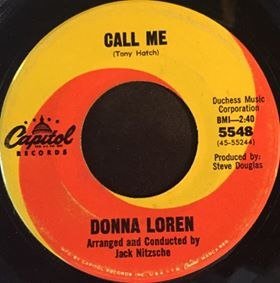 CALL ME
(Tony Hatch)
Capitol
RECORDS
Duchess Music
Corporation
BMI—2:40
5548
(45-55244)
Produced by:
Steve Douglas
DONNA LOREN
Arranged and Conducted by
Jack Nitzsche